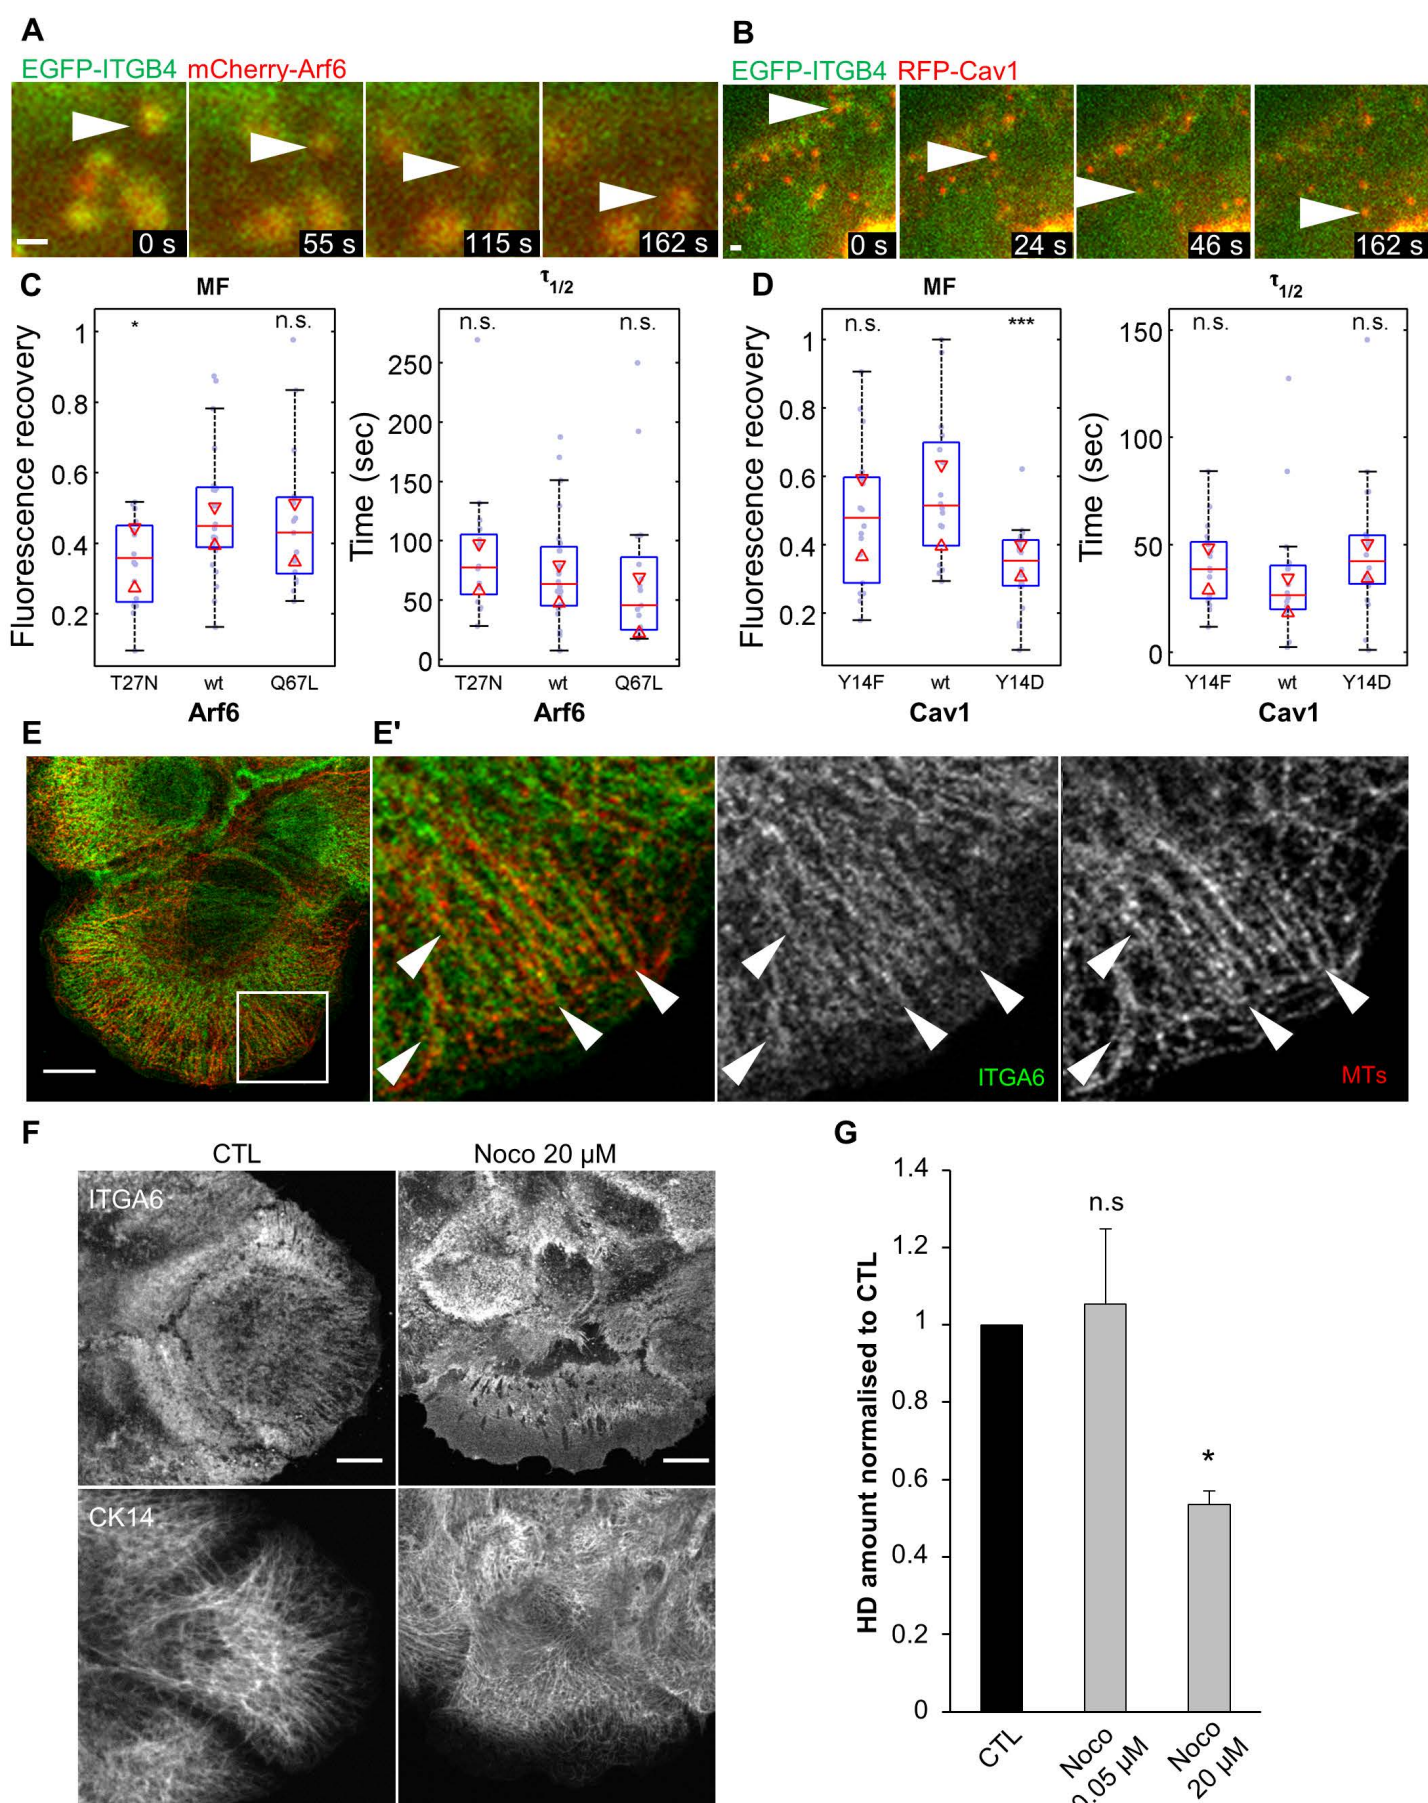 A
EGFP-ITGB4 mCherry-Arf6
0 s
55 s
115 s
162 s
B
EGFP-ITGB4 RFP-Cav1
0 s
24 s
46 s
162 s
C
MF
Fluorescence recovery
1
0.8
0.6
0.4
0.2
*
n.s.
T27N
wt
Q67L
Arf6
τ1/2
Time (sec)
250
200
150
100
50
0
n.s.
n.s.
T27N
wt
Q67L
Arf6
D
MF
Fluorescence recovery
1
0.8
0.6
0.4
0.2
n.s.
***
Y14F
wt
Y14D
Cav1
τ1/2
Time (sec)
150
100
50
0
n.s.
n.s.
Y14F
wt
Y14D
Cav1
E
E'
ITGA6
MTs
F
CTL
Noco 20 µM
ITGA6
CK14
G
HD amount normalised to CTL
1.4
1.2
1
0.8
0.6
0.4
0.2
0
n.s
*
CTL
Noco
0.05 µM
Noco
20 µM